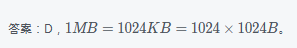 答案：D，1MB = 1024KB = 1024 × 1024B。